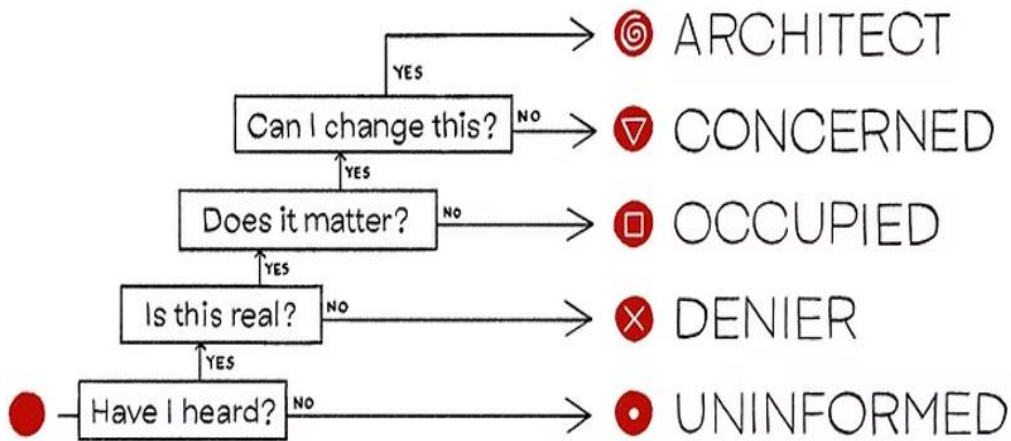 YES
ARCHITECT
Can I change this?
NO
CONCERNED
YES
Does it matter?
NO
OCCUPIED
YES
Is this real?
NO
DENIER
YES
Have I heard?
NO
UNINFORMED